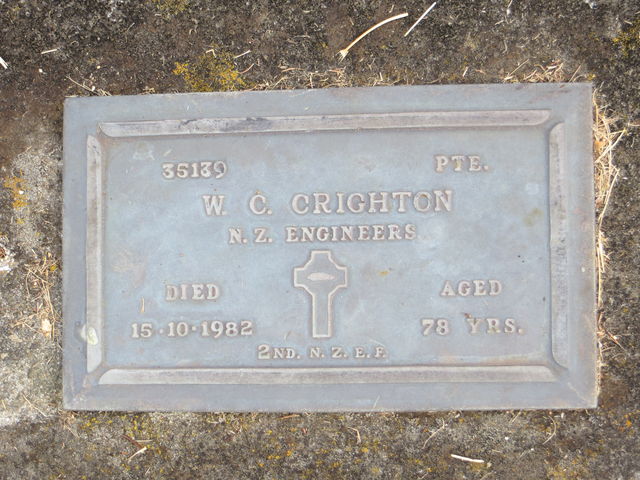 35139 PTE.
W. C. CRIGHTON
N.Z. ENGINEERS
DIED AGED
15·10·1982 78 YRS.
2ND. N.Z.E.F.